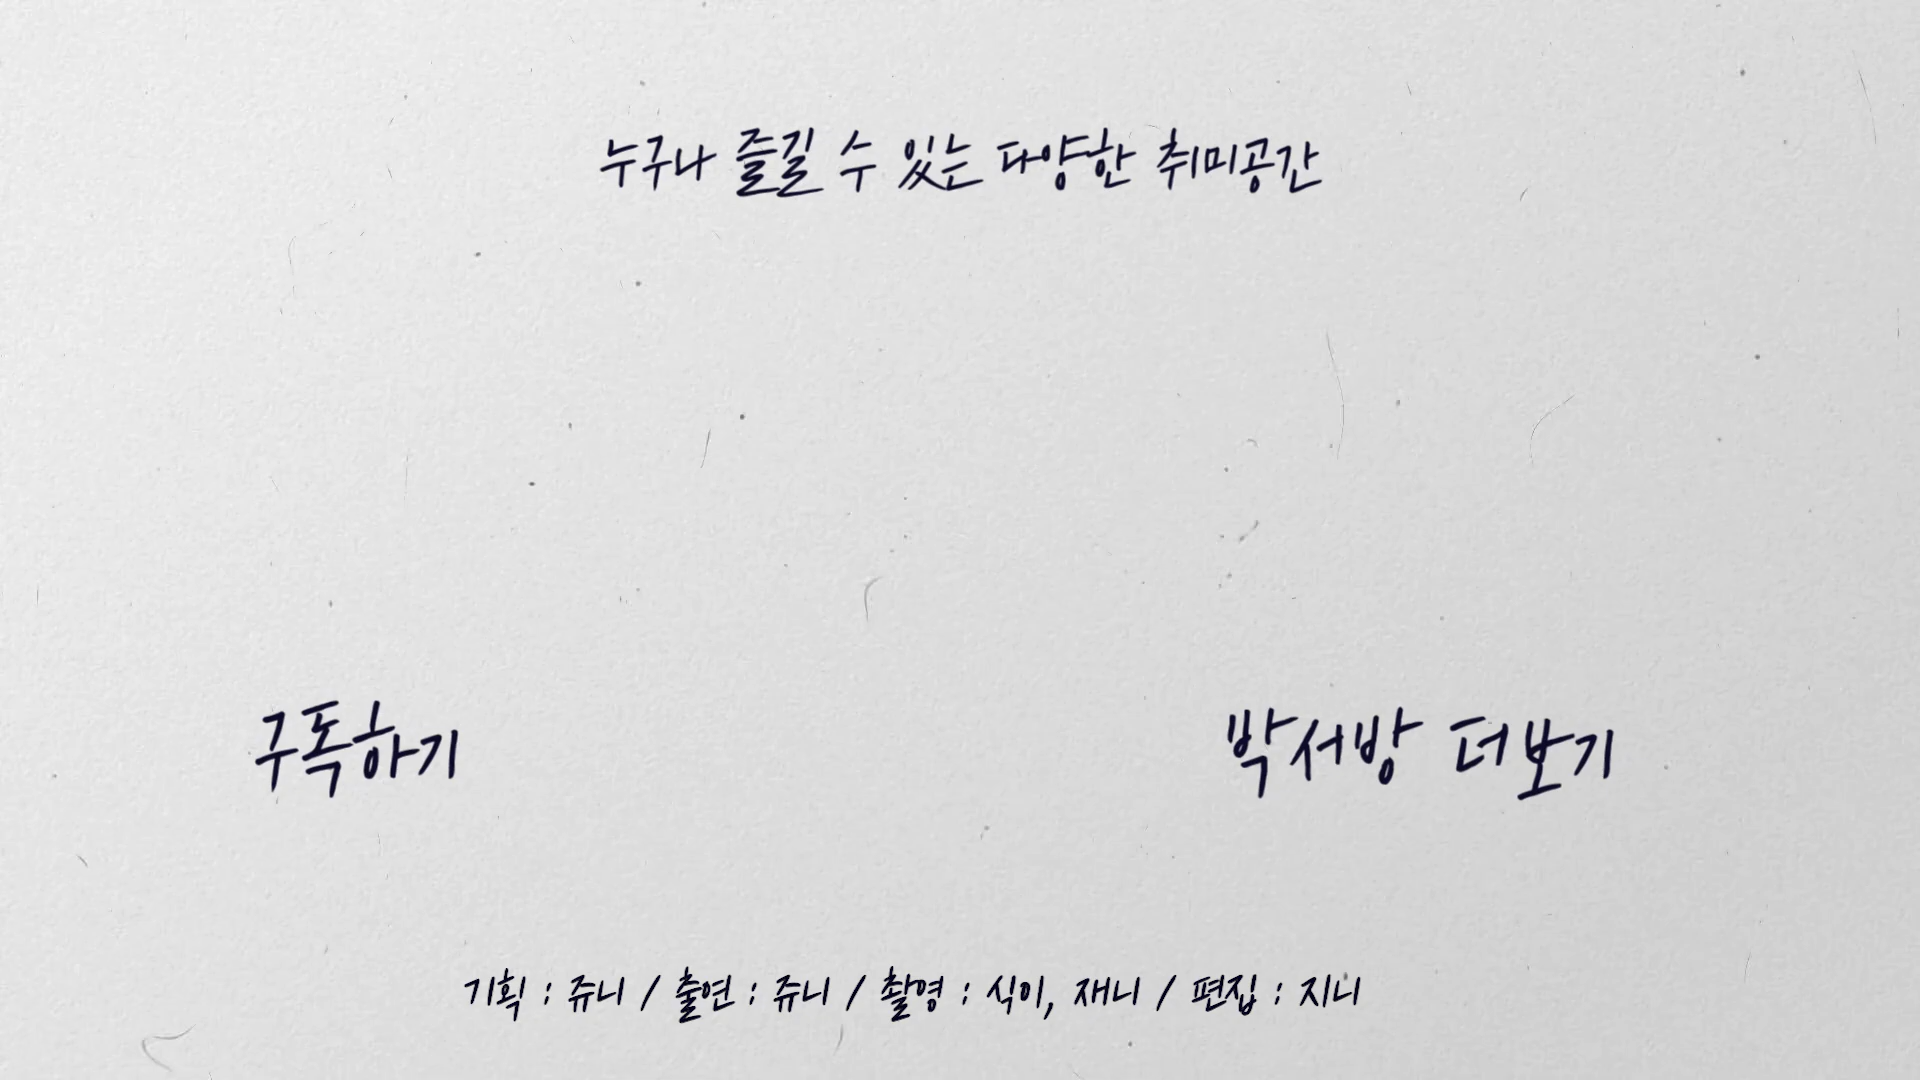 누구나 즐길 수 있는 다양한 취미공간
구독하기
박서방 더보기
기획 : 쥬니 / 출연 : 쥬니 / 촬영 : 식이, 재니 / 편집 : 지니